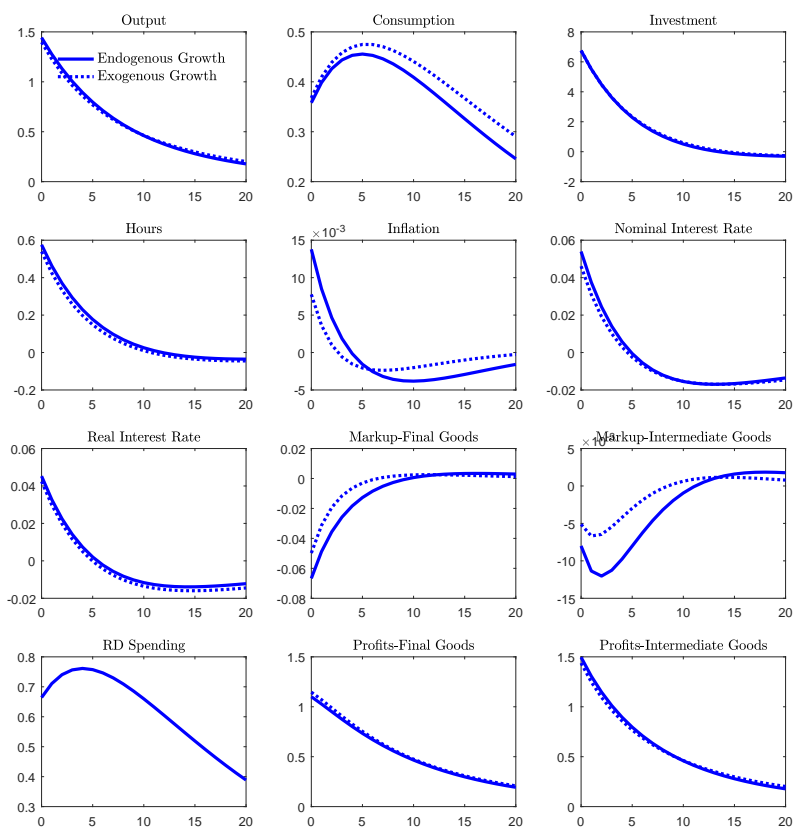 Output
1.5
1
0.5
0
0 5 10 15 20
Endogenous Growth
Exogenous Growth
Consumption
0.5
0.4
0.3
0.2
0 5 10 15 20
Investment
8
6
4
2
0
-2
0 5 10 15 20
Hours
0.6
0.4
0.2
0
-0.2
0 5 10 15 20
Inflation
×10-3
15
10
5
0
-5
0 5 10 15 20
Nominal Interest Rate
0.06
0.04
0.02
0
-0.02
0 5 10 15 20
Real Interest Rate
0.06
0.04
0.02
0
-0.02
0 5 10 15 20
Markup-Final Goods
0.02
0
-0.02
-0.04
-0.06
-0.08
0 5 10 15 20
Markup-Intermediate Goods
5
0
-5
-10
-15
0 5 10 15 20
RD Spending
0.8
0.7
0.6
0.5
0.4
0.3
0 5 10 15 20
Profits-Final Goods
1.5
1
0.5
0
0 5 10 15 20
Profits-Intermediate Goods
1.5
1
0.5
0
0 5 10 15 20